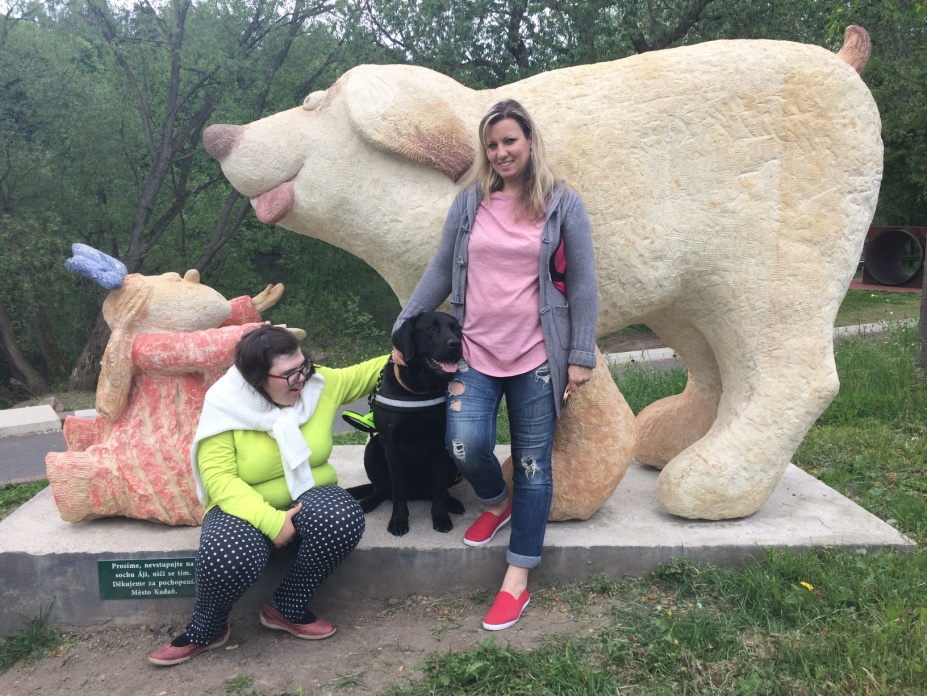 Prosíme, nevstupujte na
sochu Áji, ničí se tím.
Děkujeme za pochopení.
Město Kadaň.